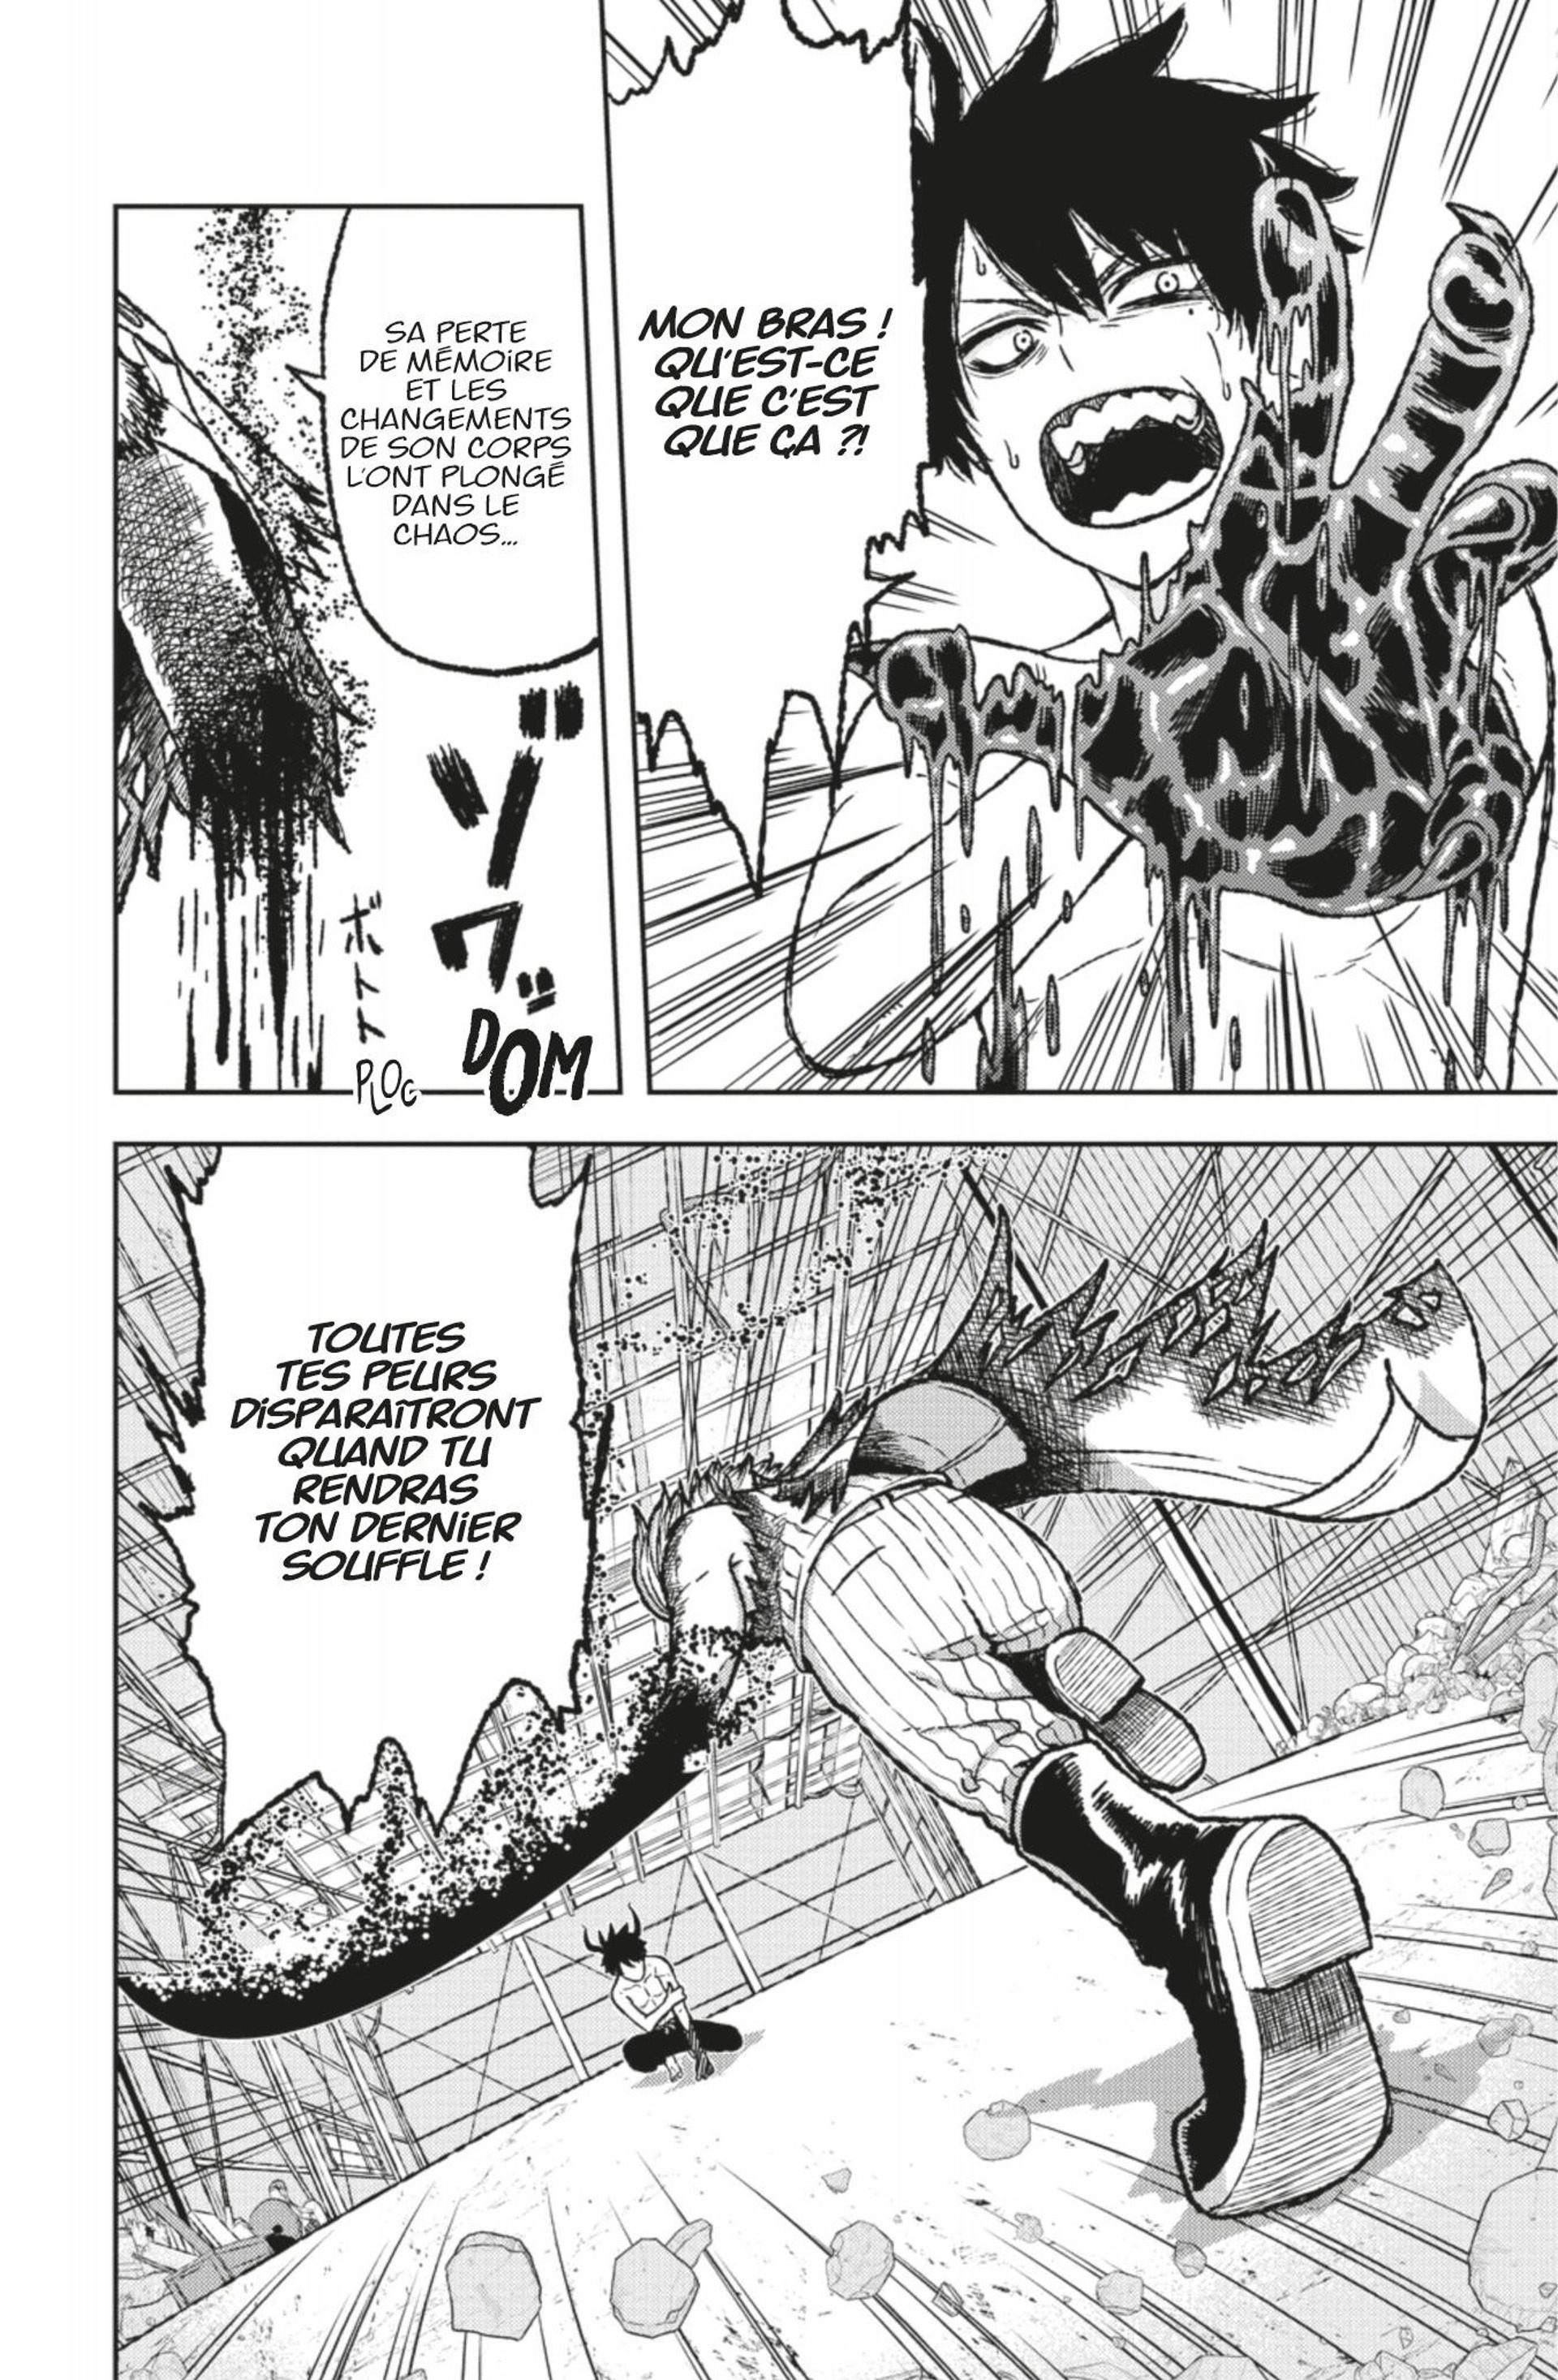 MON BRAS !
QU'EST-CE
QUE C'EST
QUE ÇA ?!
SA PERTE
DE MÉMOIRE
ET LES
CHANGEMENTS
DE SON CORPS
L'ONT PLONGÉ
DANS LE
CHAOS...
ゾワ
ボトト
PLOC
DOM
TOUTES
TES PEURS
DISPARAÎTRONT
QUAND TU
RENDRAS
TON DERNIER
SOUFFLE !